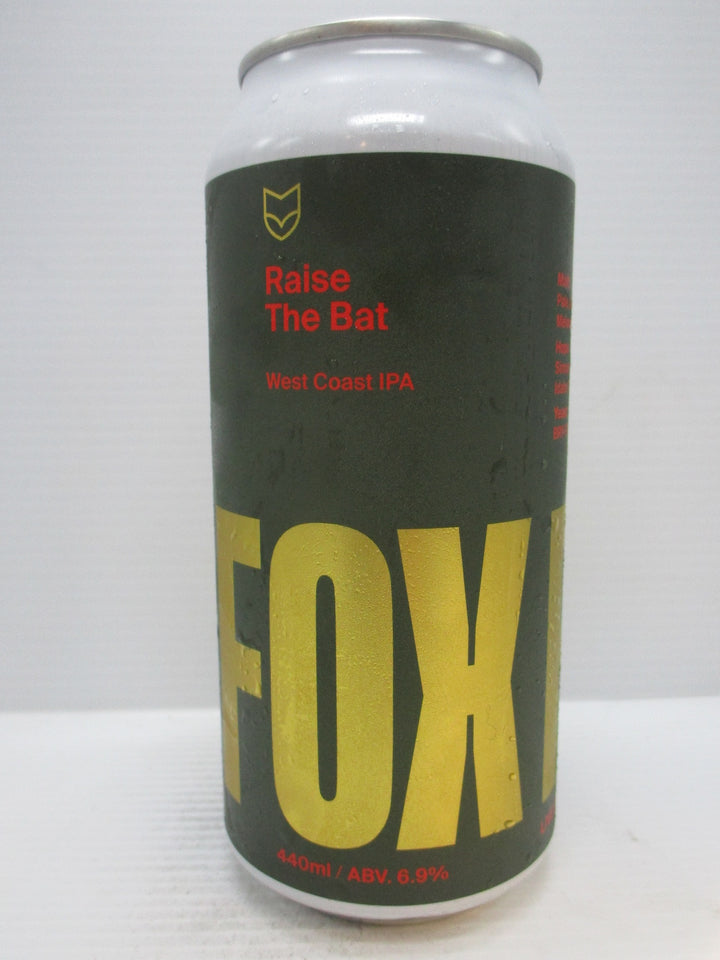 Raise
The Bat
West Coast IPA
FOX
440ml / ABV. 6.9%